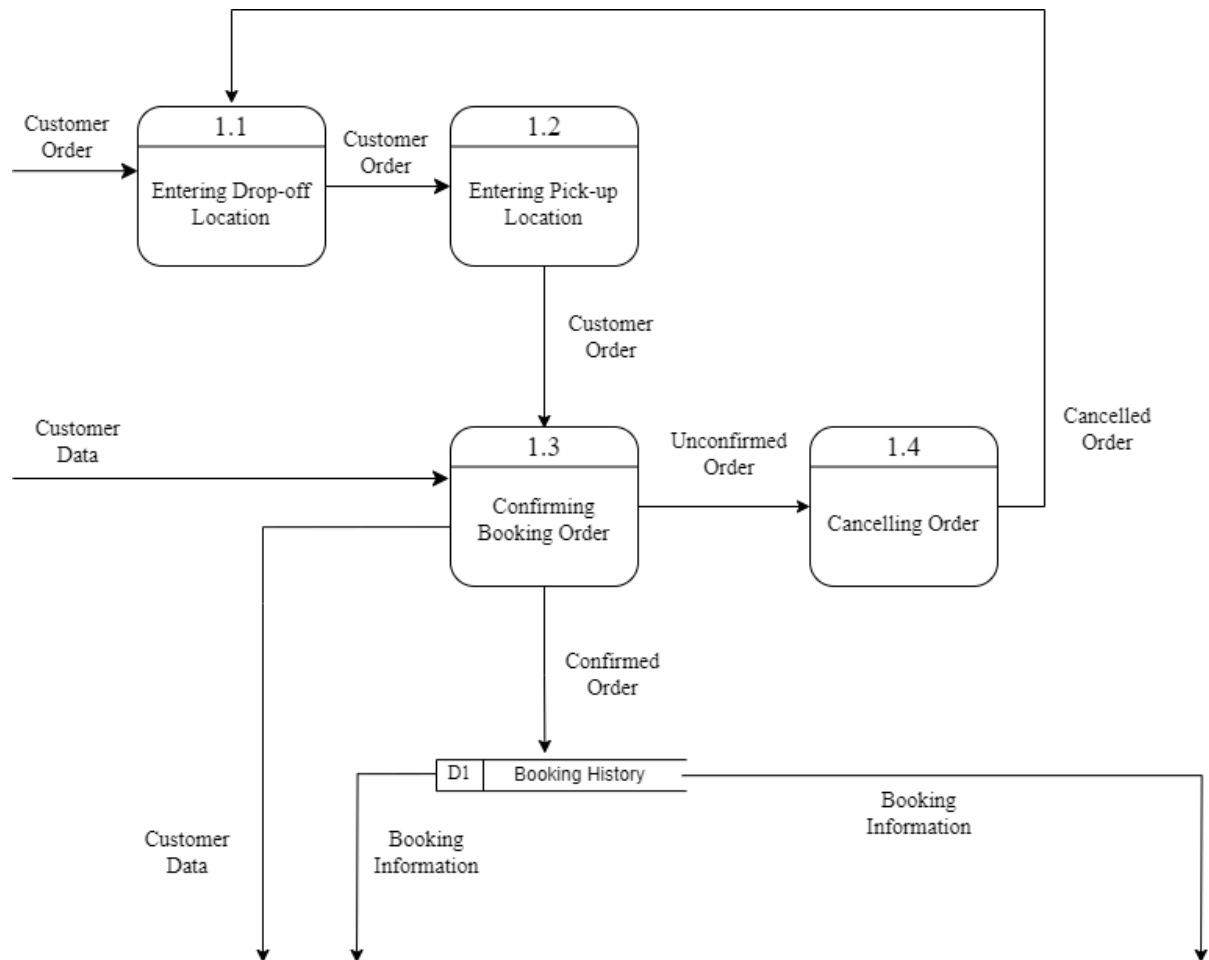 Customer
Order
1.1
Entering Drop-off
Location
Customer
Order
1.2
Entering Pick-up
Location
Customer
Order
Customer
Data
1.3
Confirming
Booking Order
Unconfirmed
Order
1.4
Cancelling Order
Cancelled
Order
Confirmed
Order
D1
Booking History
Customer
Data
Booking
Information
Booking
Information